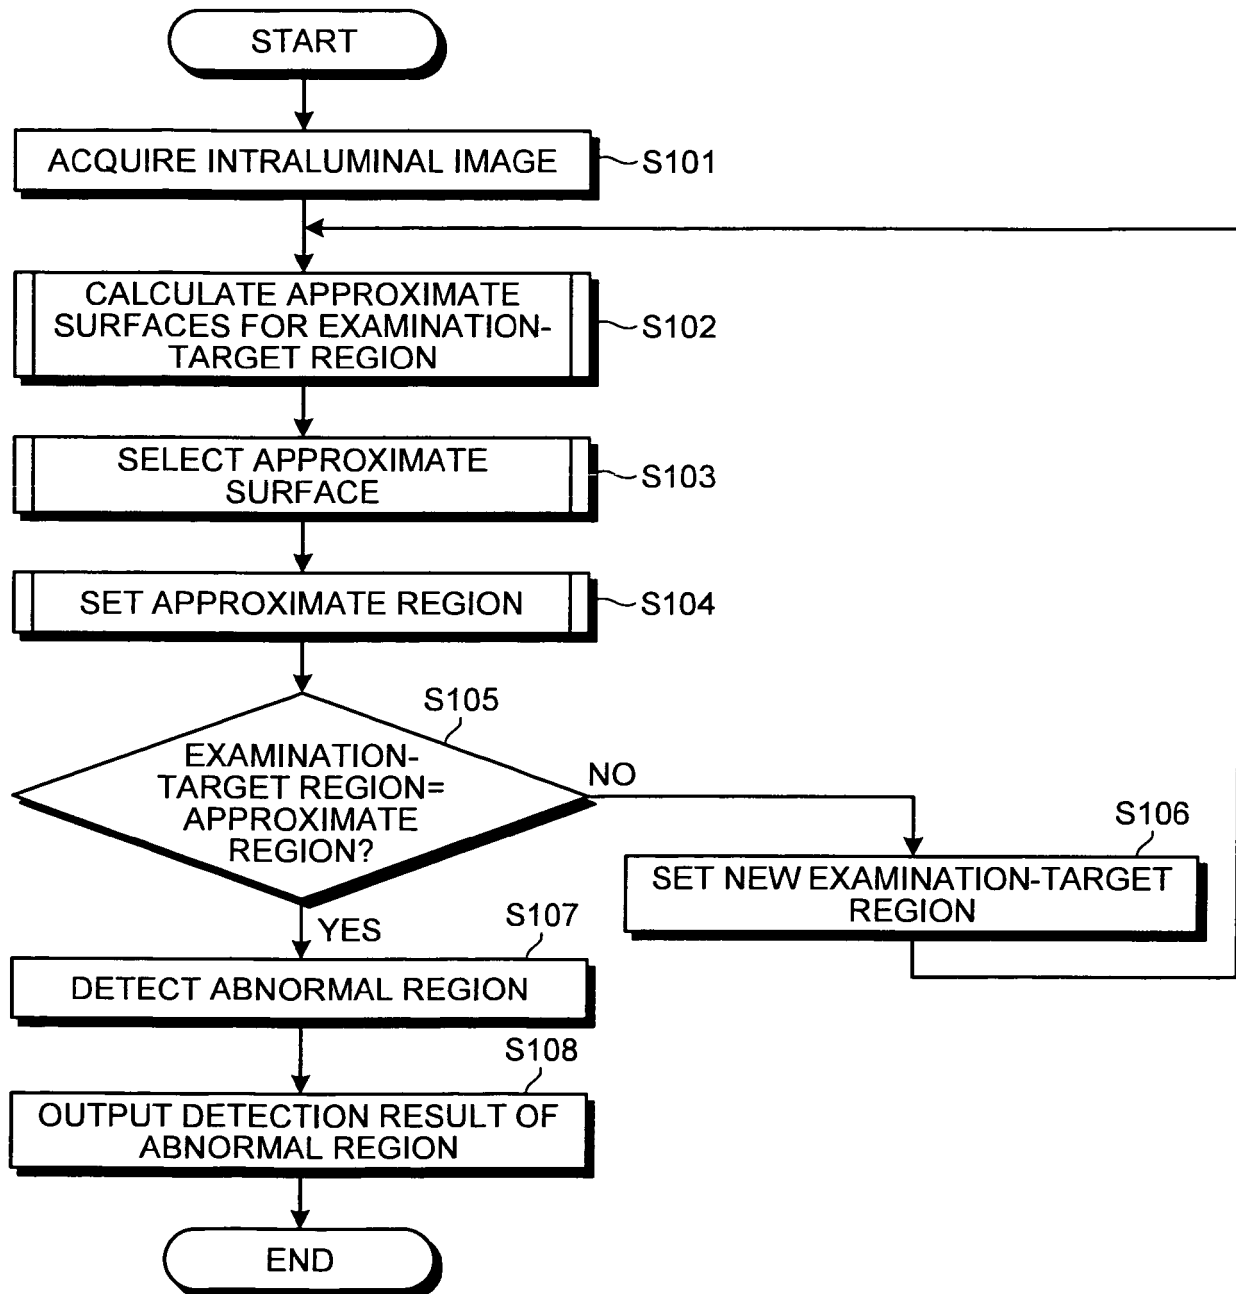 START
ACQUIRE INTRALUMINAL IMAGE
S101
CALCULATE APPROXIMATE
SURFACES FOR EXAMINATION-
TARGET REGION
S102
SELECT APPROXIMATE
SURFACE
S103
SET APPROXIMATE REGION
S104
S105
EXAMINATION-
TARGET REGION=
APPROXIMATE
REGION?
NO
S106
SET NEW EXAMINATION-TARGET
REGION
YES
S107
DETECT ABNORMAL REGION
S108
OUTPUT DETECTION RESULT OF
ABNORMAL REGION
END